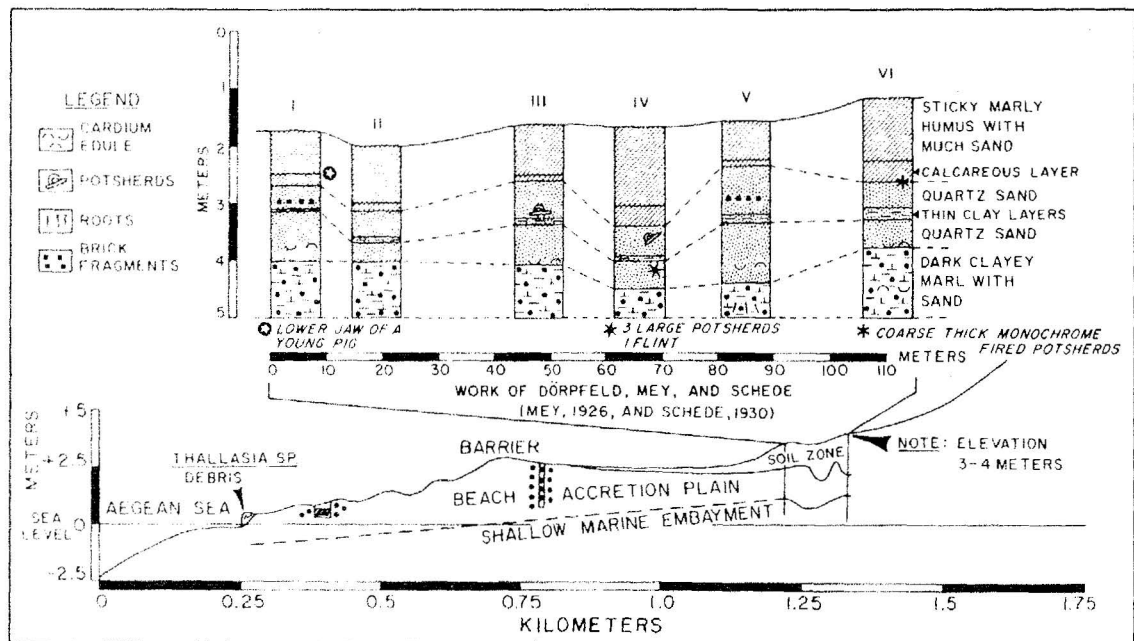 0
1
2
3
4
5
METERS
LEGEND
CARDIUM
EDULE
POTSHERDS
ROOTS
BRICK
FRAGMENTS
I
II
III
IV
V
VI
STICKY MARLY
HUMUS WITH
MUCH SAND
CALCAREOUS LAYER
QUARTZ SAND
THIN CLAY LAYERS
QUARTZ SAND
DARK CLAYEY
MARL WITH
SAND
LOWER JAW OF A
YOUNG PIG
3 LARGE POTSHERDS
1 FLINT
COARSE THICK MONOCHROME
FIRED POTSHERDS
0 10 20 30 40 50 60 70 80 90 100 110 METERS
WORK OF DÖRPFELD, MEY, AND SCHEDE
(MEY, 1926, AND SCHEDE, 1930)
METERS
+5
+2.5
SEA LEVEL 0
-2.5
THALLASIA SP.
DEBRIS
AEGEAN SEA
BARRIER
BEACH ACCRETION PLAIN
SHALLOW MARINE EMBAYMENT
SOIL ZONE
NOTE: ELEVATION
3-4 METERS
0 0.25 0.5 0.75 1.0 1.25 1.5 1.75
KILOMETERS